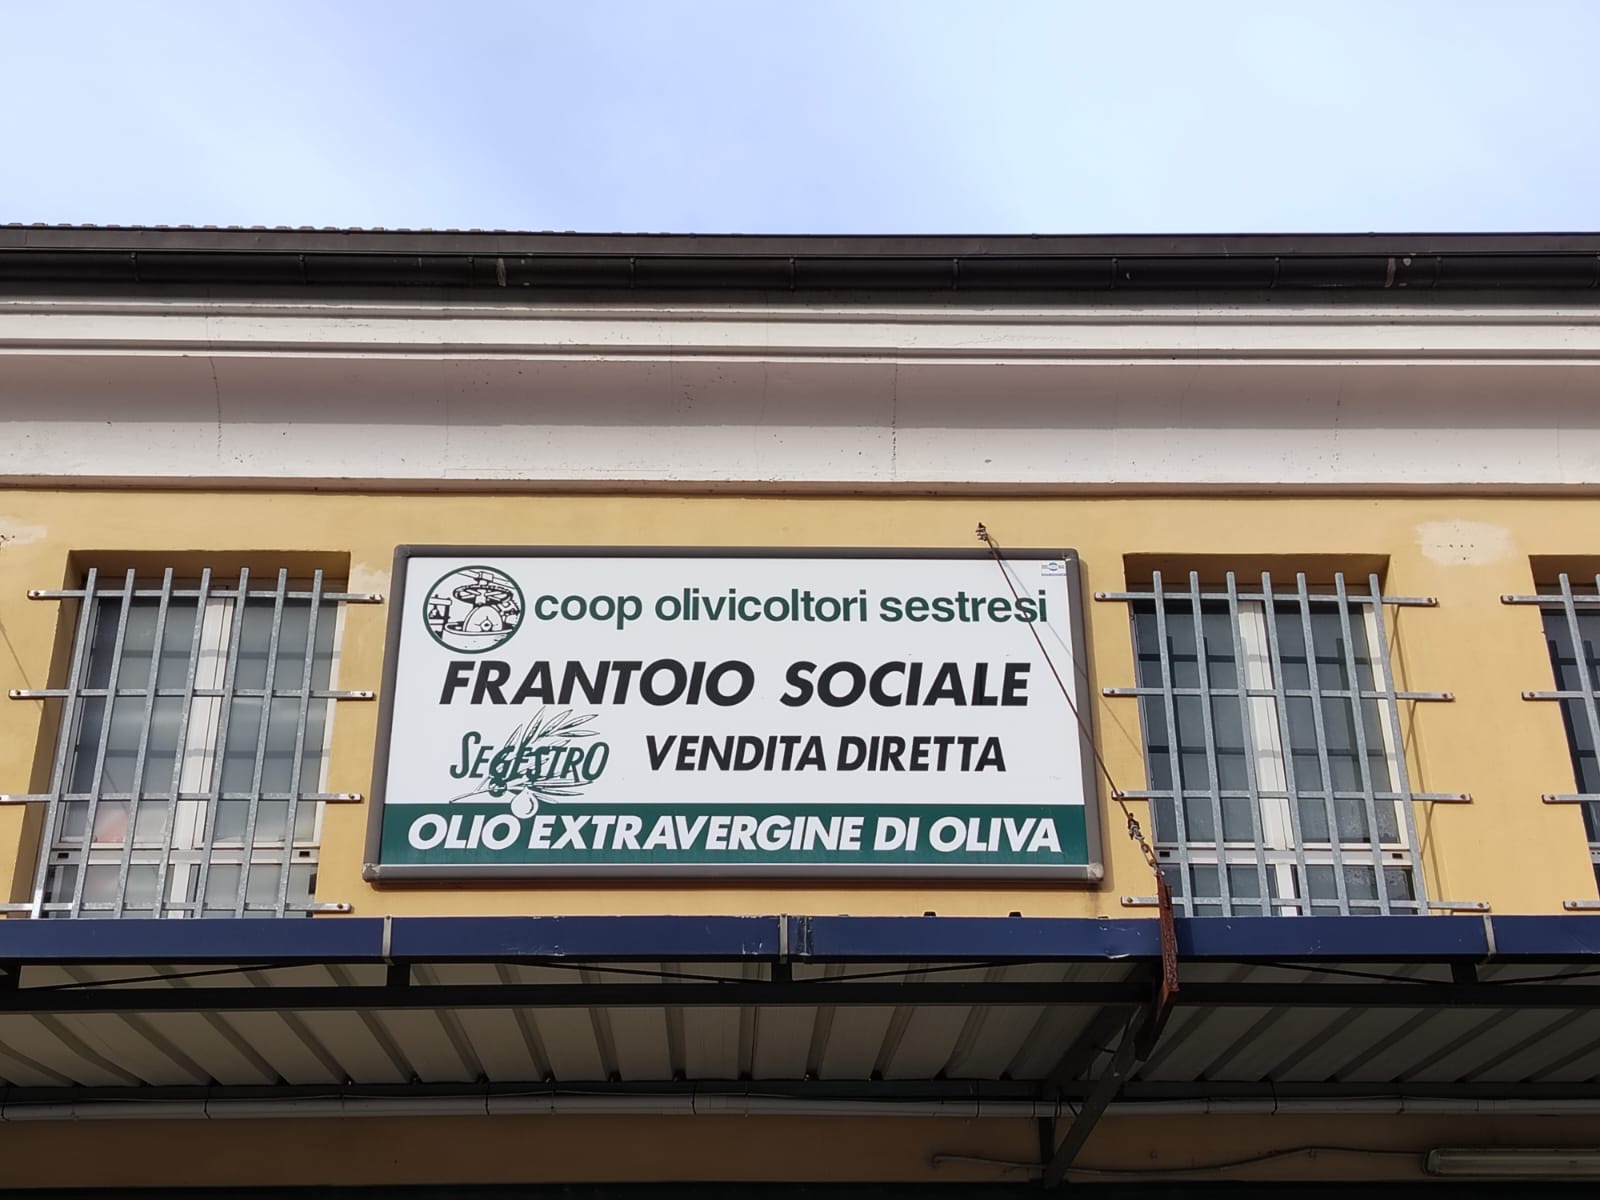 coop olivicoltori sestresi
FRANTOIO SOCIALE
SEGESTRO
VENDITA DIRETTA
OLIO EXTRAVERGINE DI OLIVA